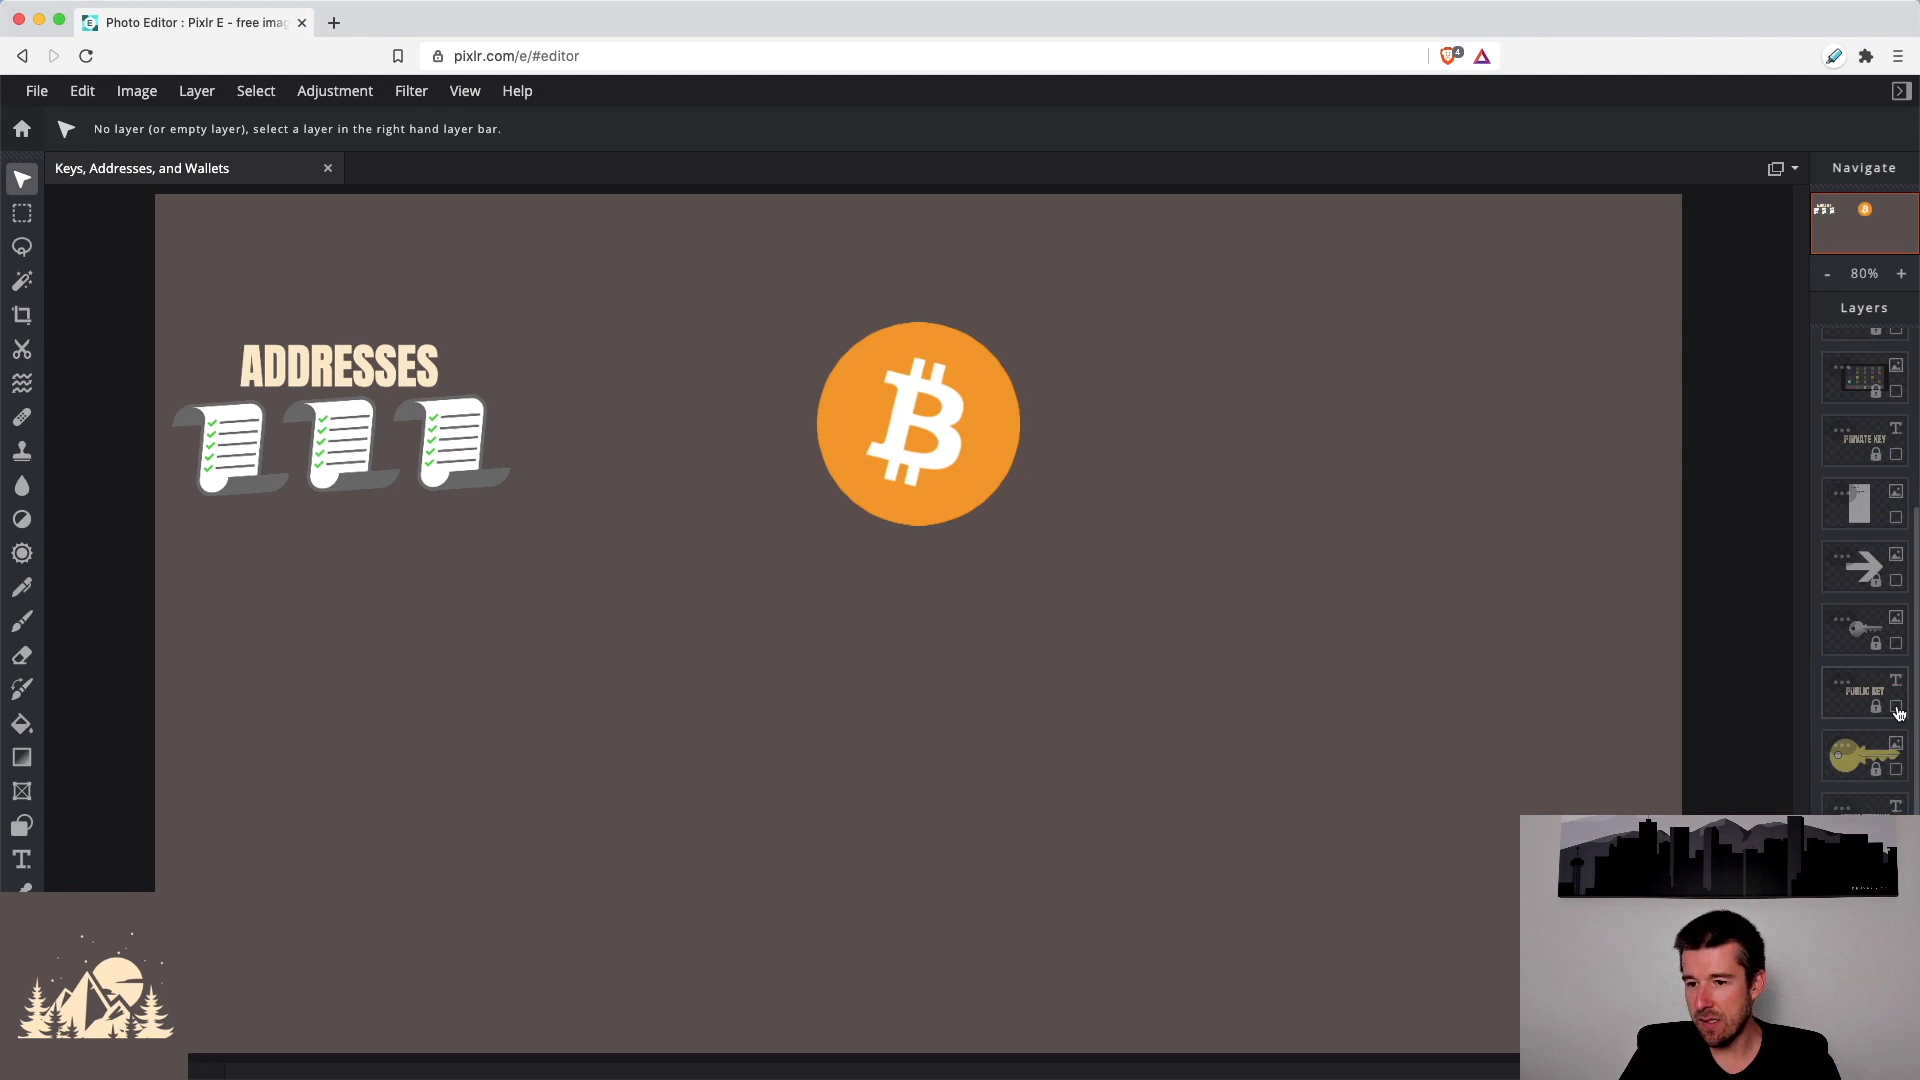 Photo Editor : Pixlr E - free imag
pixlr.com/e/#editor
4
File Edit Image Layer Select Adjustment Filter View Help
No layer (or empty layer), select a layer in the right hand layer bar.
Keys, Addresses, and Wallets
Navigate
- 80% +
Layers
ADDRESSES
PRIVATE KEY
PUBLIC KEY